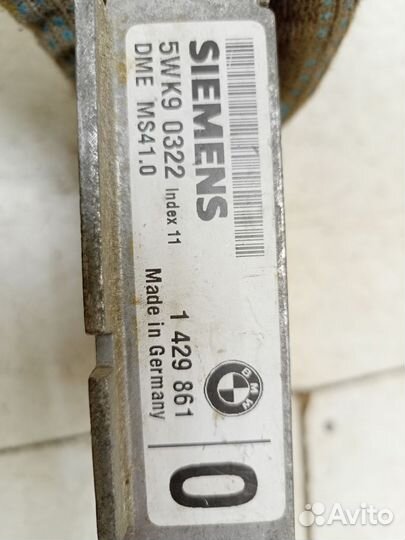 SIEMENS
5WK9 0322 Index 11
DME MS41.0
1 429 861
Made in Germany
BMW
0
Avito